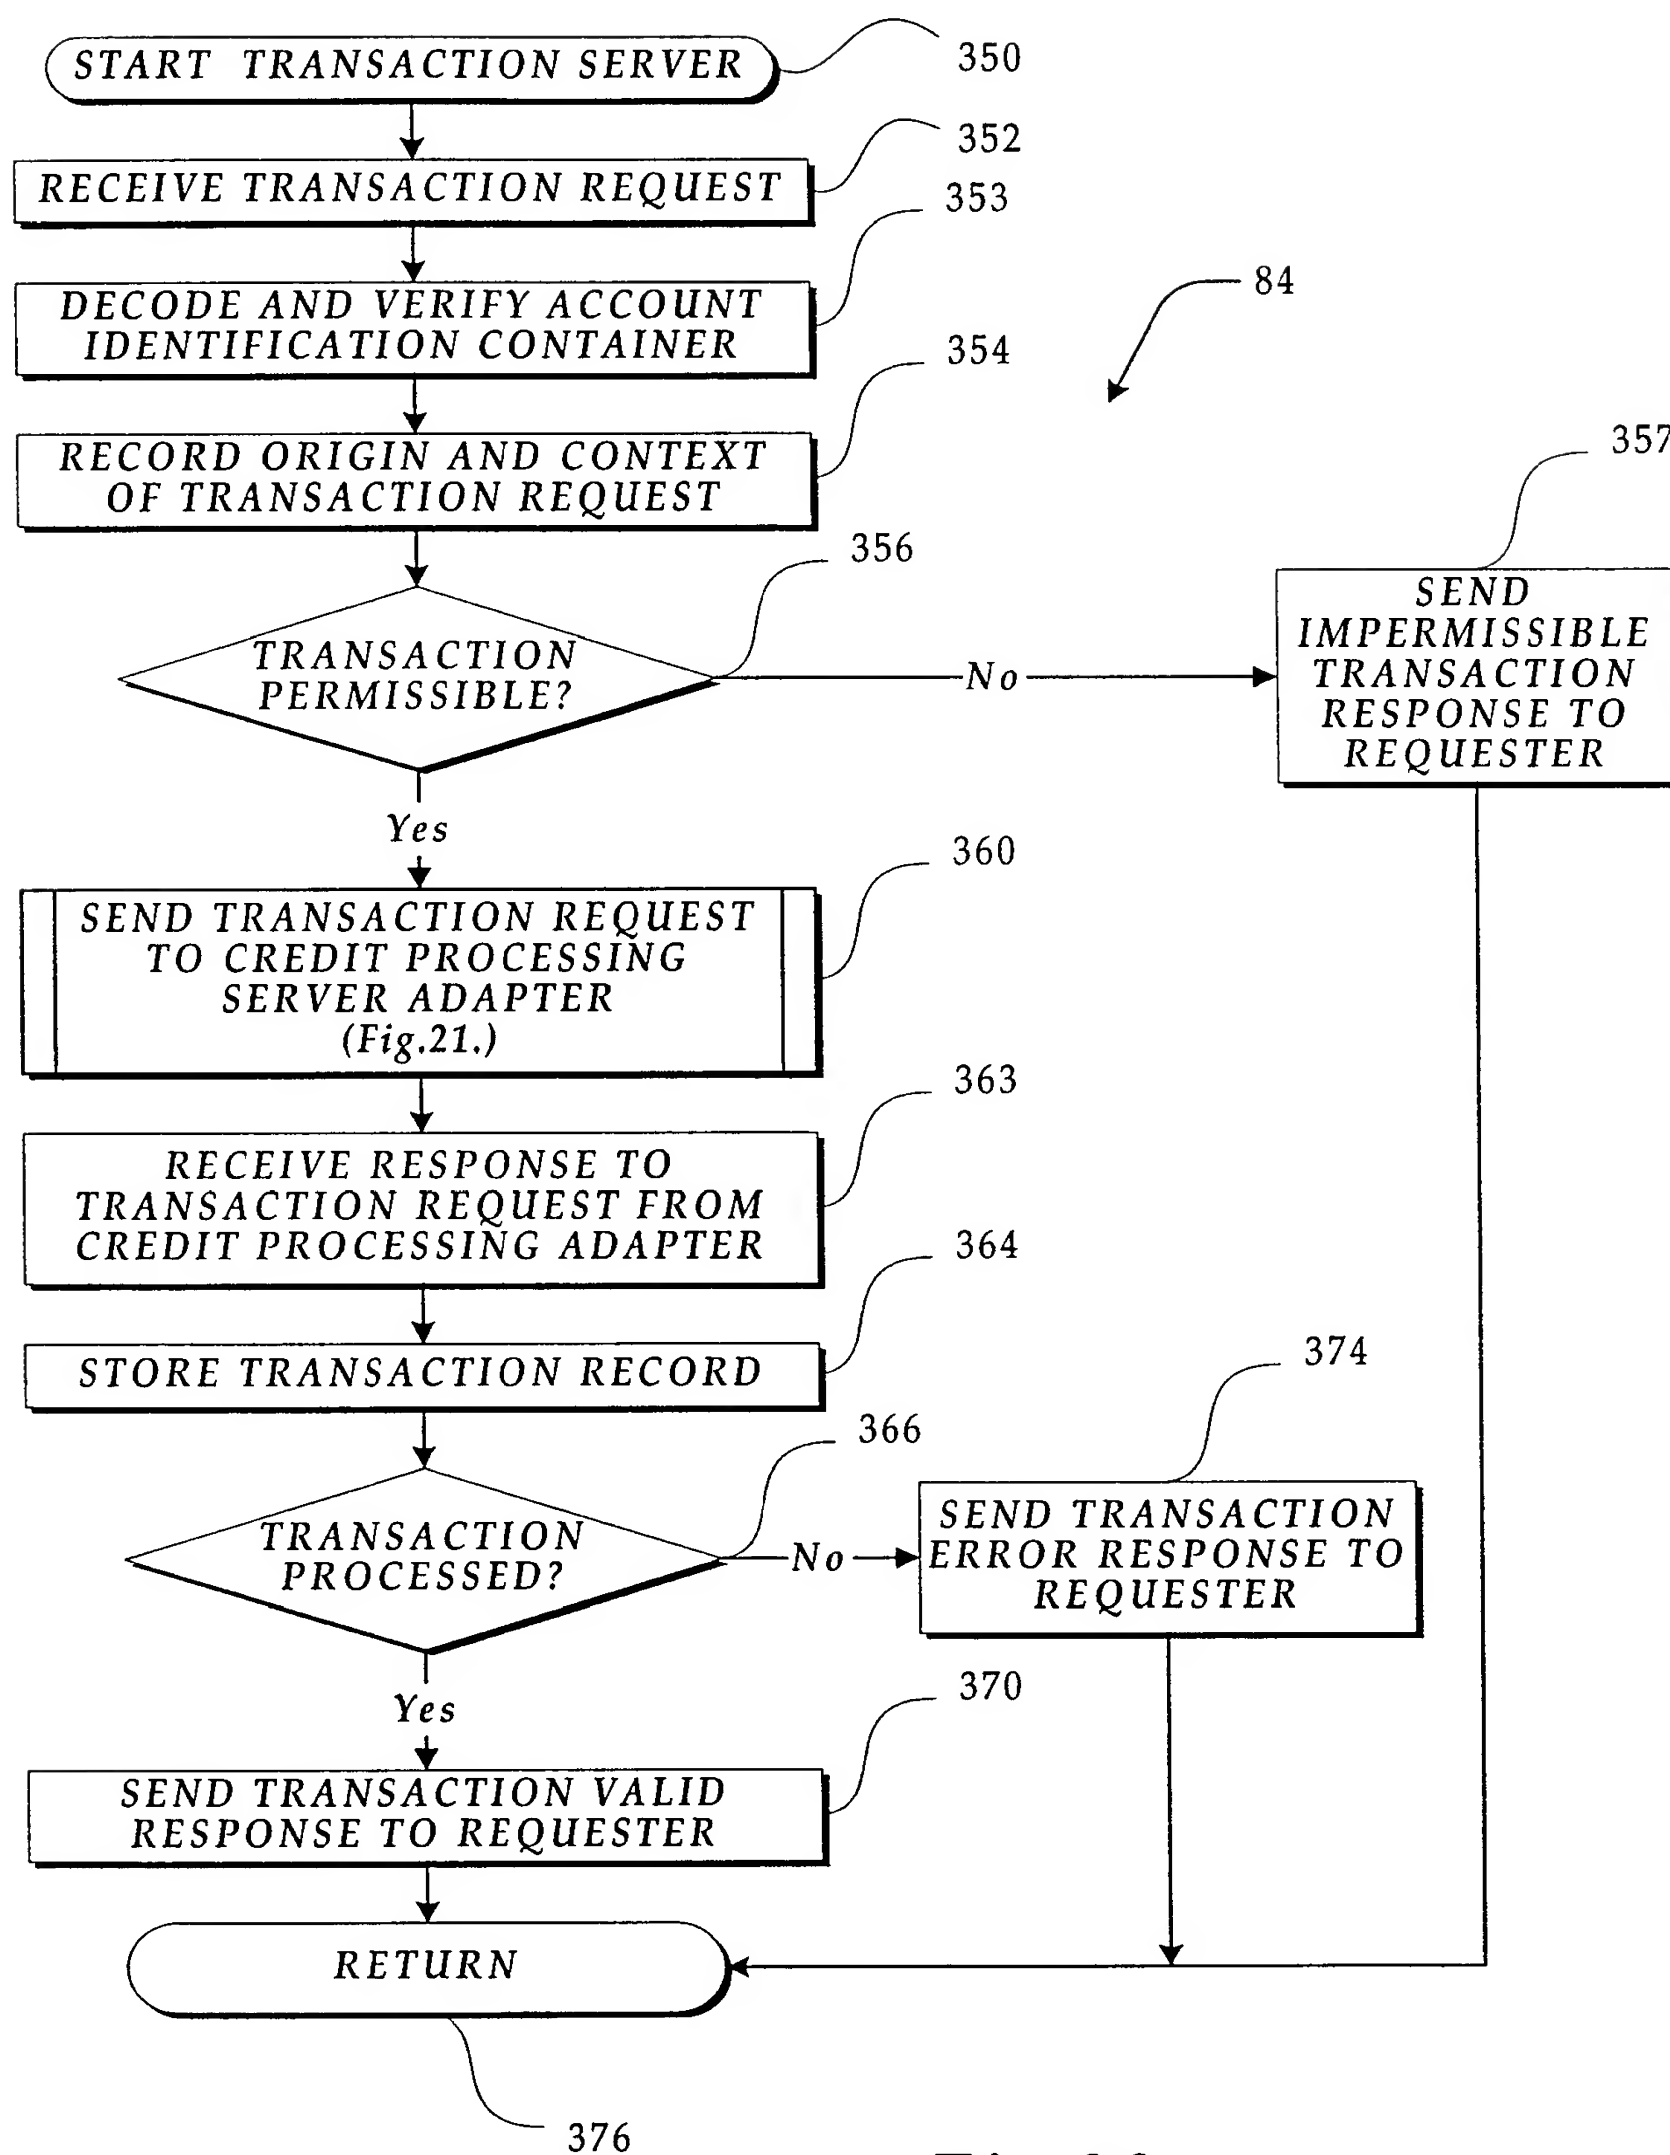 START TRANSACTION SERVER
350
RECEIVE TRANSACTION REQUEST
352
DECODE AND VERIFY ACCOUNT
IDENTIFICATION CONTAINER
353
84
RECORD ORIGIN AND CONTEXT
OF TRANSACTION REQUEST
354
TRANSACTION
PERMISSIBLE?
356
No
357
SEND
IMPERMISSIBLE
TRANSACTION
RESPONSE TO
REQUESTER
Yes
SEND TRANSACTION REQUEST
TO CREDIT PROCESSING
SERVER ADAPTER
(Fig.21.)
360
RECEIVE RESPONSE TO
TRANSACTION REQUEST FROM
CREDIT PROCESSING ADAPTER
363
STORE TRANSACTION RECORD
364
TRANSACTION
PROCESSED?
366
No
374
SEND TRANSACTION
ERROR RESPONSE TO
REQUESTER
Yes
SEND TRANSACTION VALID
RESPONSE TO REQUESTER
370
RETURN
376